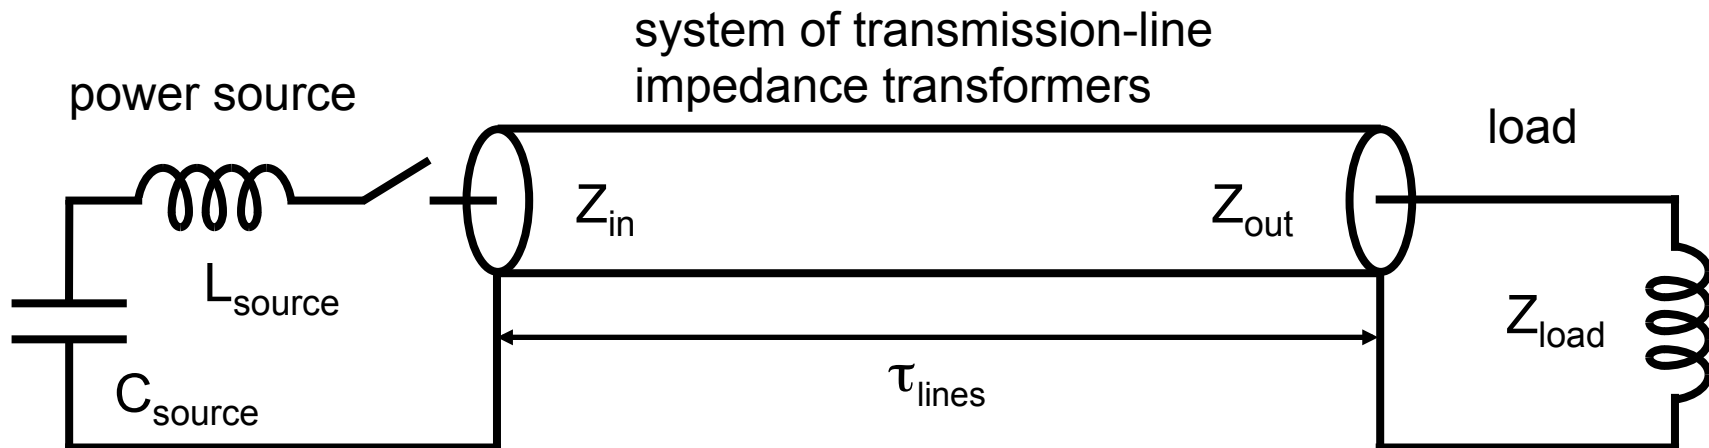 system of transmission-line
impedance transformers
power source
load
Z_in
Z_out
L_source
Z_load
τ_lines
C_source